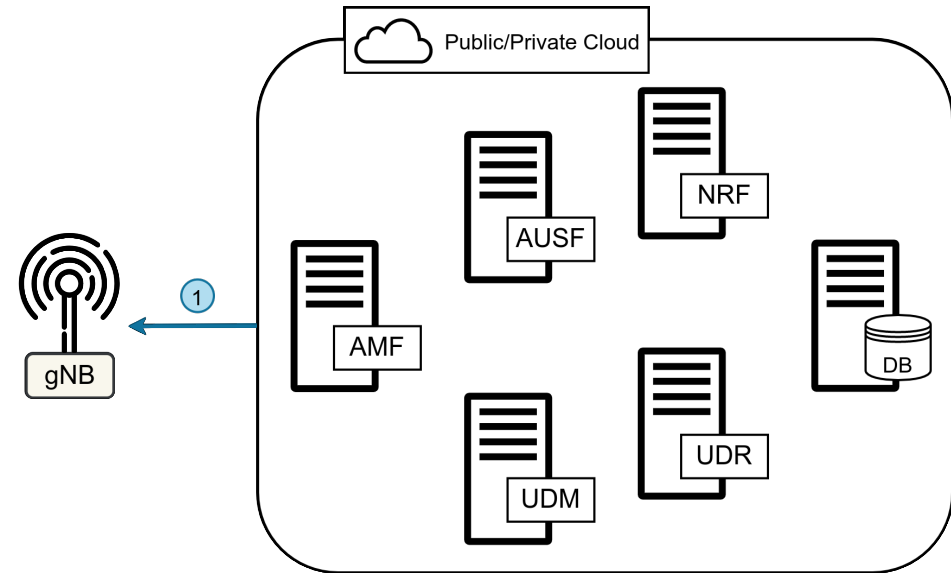 Public/Private Cloud
NRF
AUSF
1
AMF
gNB
DB
UDR
UDM